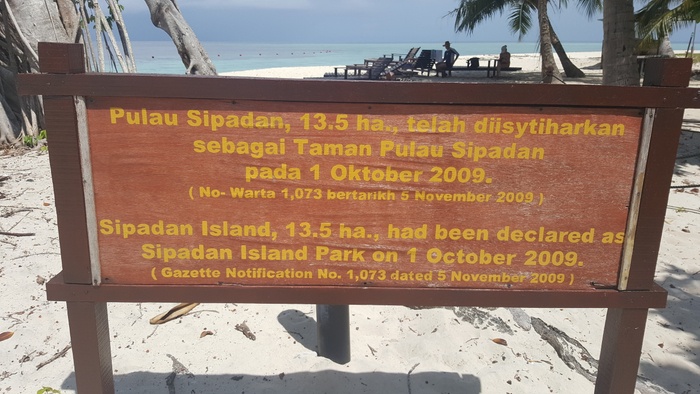 Pulau Sipadan, 13.5 ha., telah diisytiharkan
sebagai Taman Pulau Sipadan
pada 1 Oktober 2009.
( No- Warta 1,073 bertarikh 5 November 2009 )
Sipadan Island, 13.5 ha., had been declared as
Sipadan Island Park on 1 October 2009.
( Gazette Notification No. 1,073 dated 5 November 2009 )